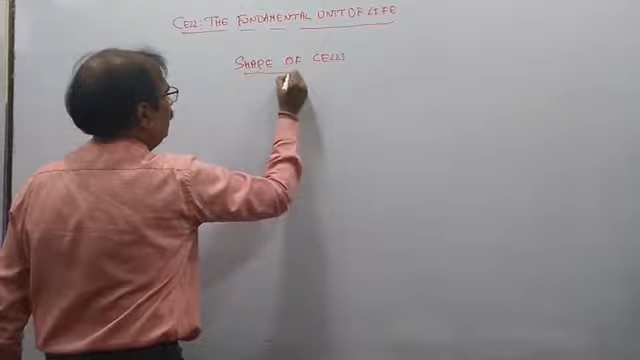 CELL: THE FUNDAMENTAL UNIT OF LIFE
SHAPE OF CELLS